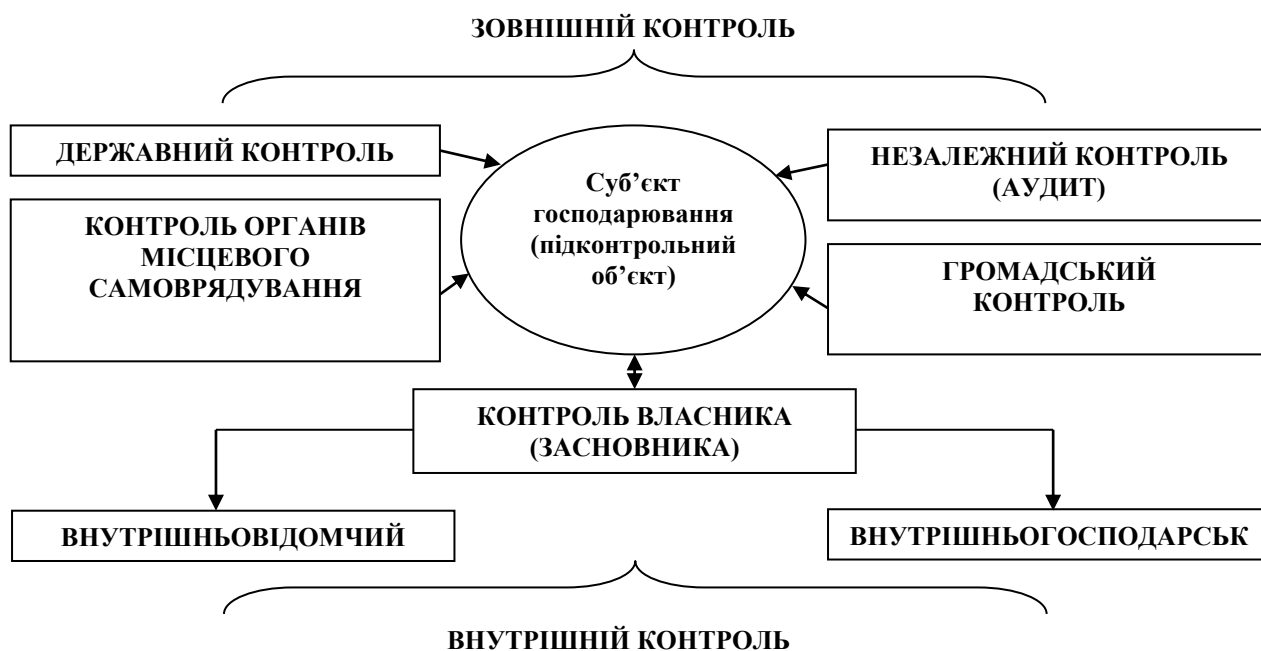 ЗОВНІШНІЙ КОНТРОЛЬ
ДЕРЖАВНИЙ КОНТРОЛЬ
КОНТРОЛЬ ОРГАНІВ
МІСЦЕВОГО
САМОВРЯДУВАННЯ
Суб’єкт
господарювання
(підконтрольний
об’єкт)
НЕЗАЛЕЖНИЙ КОНТРОЛЬ
(АУДИТ)
ГРОМАДСЬКИЙ
КОНТРОЛЬ
КОНТРОЛЬ ВЛАСНИКА
(ЗАСНОВНИКА)
ВНУТРІШНЬОВІДОМЧИЙ
ВНУТРІШНЬОГОСПОДАРСЬК
ВНУТРІШНІЙ КОНТРОЛЬ